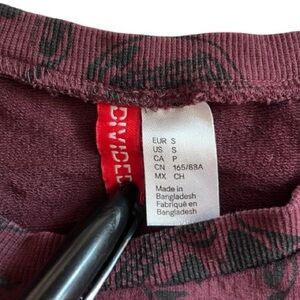 DIVIDED
EUR S
US S
CA P
CN 165/88A
MX CH
Made in
Bangladesh
Fabriqué en
Bangladesh